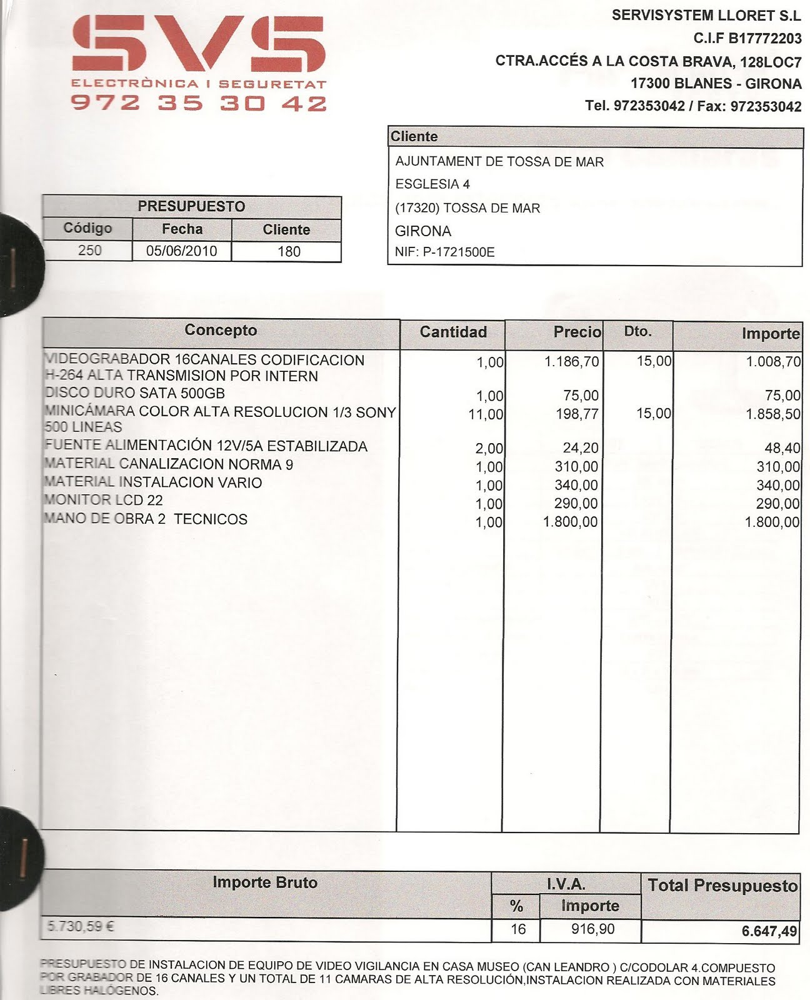 SVS
ELECTRÒNICA I SEGURETAT
972 35 30 42
SERVISYSTEM LLORET S.L
C.I.F B17772203
CTRA.ACCÉS A LA COSTA BRAVA, 128LOC7
17300 BLANES - GIRONA
Tel. 972353042 / Fax: 972353042
Cliente
AJUNTAMENT DE TOSSA DE MAR
ESGLESIA 4
(17320) TOSSA DE MAR
GIRONA
NIF: P-1721500E
PRESUPUESTO
Código Fecha Cliente
250 05/06/2010 180
Concepto Cantidad Precio Dto. Importe
VIDEOGRABADOR 16CANALES CODIFICACION 1,00 1.186,70 15,00 1.008,70
H-264 ALTA TRANSMISION POR INTERN
DISCO DURO SATA 500GB 1,00 75,00 75,00
MINICÁMARA COLOR ALTA RESOLUCION 1/3 SONY 11,00 198,77 15,00 1.858,50
500 LINEAS
FUENTE ALIMENTACIÓN 12V/5A ESTABILIZADA 2,00 24,20 48,40
MATERIAL CANALIZACION NORMA 9 1,00 310,00 310,00
MATERIAL INSTALACION VARIO 1,00 340,00 340,00
MONITOR LCD 22 1,00 290,00 290,00
MANO DE OBRA 2 TECNICOS 1,00 1.800,00 1.800,00
Importe Bruto I.V.A. Total Presupuesto
% Importe
5.730,59 € 16 916,90 6.647,49
PRESUPUESTO DE INSTALACION DE EQUIPO DE VIDEO VIGILANCIA EN CASA MUSEO (CAN LEANDRO ) C/CODOLAR 4.COMPUESTO
POR GRABADOR DE 16 CANALES Y UN TOTAL DE 11 CAMARAS DE ALTA RESOLUCIÓN,INSTALACION REALIZADA CON MATERIALES
LIBRES HALÓGENOS.